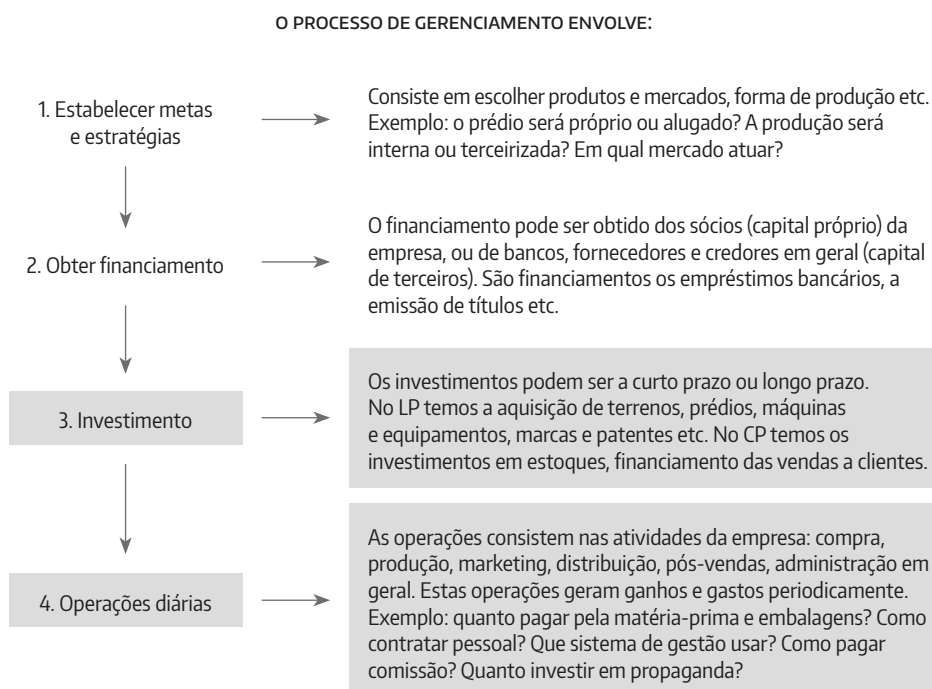 O PROCESSO DE GERENCIAMENTO ENVOLVE:
1. Estabelecer metas
e estratégias
Consiste em escolher produtos e mercados, forma de produção etc.
Exemplo: o prédio será próprio ou alugado? A produção será
interna ou terceirizada? Em qual mercado atuar?
2. Obter financiamento
O financiamento pode ser obtido dos sócios (capital próprio) da
empresa, ou de bancos, fornecedores e credores em geral (capital
de terceiros). São financiamentos os empréstimos bancários, a
emissão de títulos etc.
3. Investimento
Os investimentos podem ser a curto prazo ou longo prazo.
No LP temos a aquisição de terrenos, prédios, máquinas
e equipamentos, marcas e patentes etc. No CP temos os
investimentos em estoques, financiamento das vendas a clientes.
4. Operações diárias
As operações consistem nas atividades da empresa: compra,
produção, marketing, distribuição, pós-vendas, administração em
geral. Estas operações geram ganhos e gastos periodicamente.
Exemplo: quanto pagar pela matéria-prima e embalagens? Como
contratar pessoal? Que sistema de gestão usar? Como pagar
comissão? Quanto investir em propaganda?